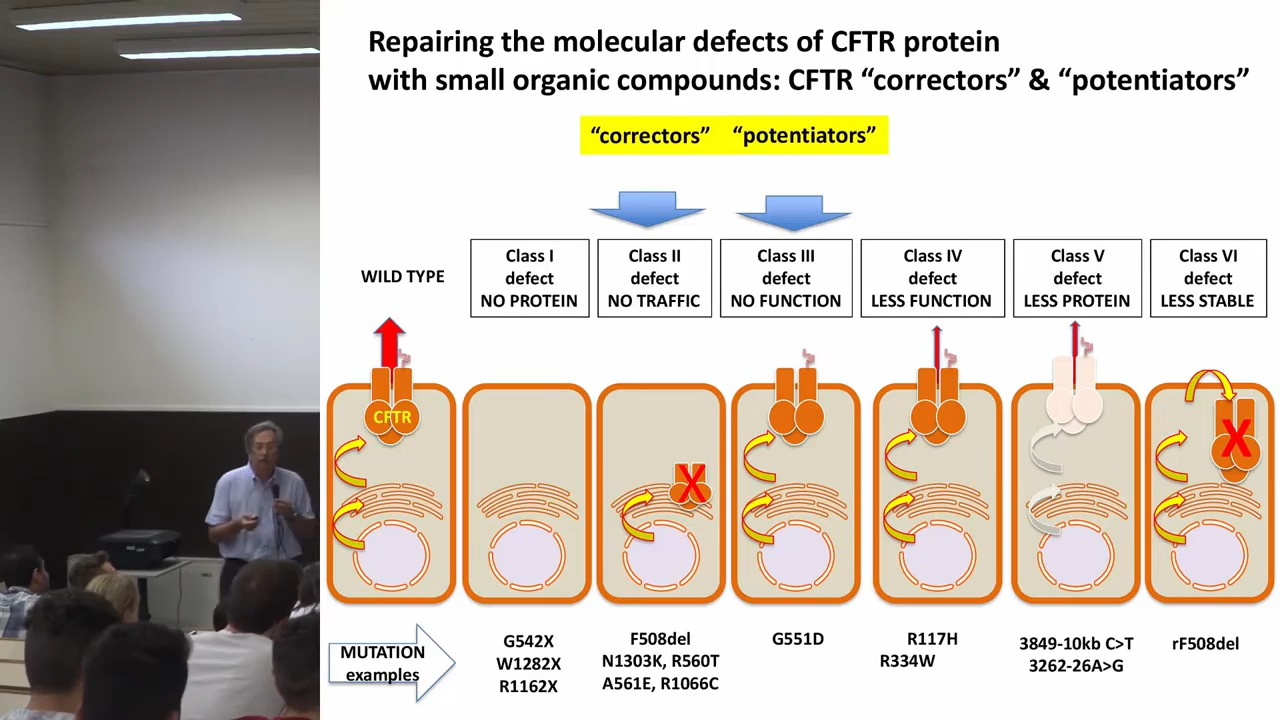 Repairing the molecular defects of CFTR protein
with small organic compounds: CFTR “correctors” & “potentiators”
“correctors” “potentiators”
WILD TYPE
Class I
defect
NO PROTEIN
Class II
defect
NO TRAFFIC
Class III
defect
NO FUNCTION
Class IV
defect
LESS FUNCTION
Class V
defect
LESS PROTEIN
Class VI
defect
LESS STABLE
CFTR
X
X
MUTATION
examples
G542X
W1282X
R1162X
F508del
N1303K, R560T
A561E, R1066C
G551D
R117H
R334W
3849-10kb C>T
3262-26A>G
rF508del